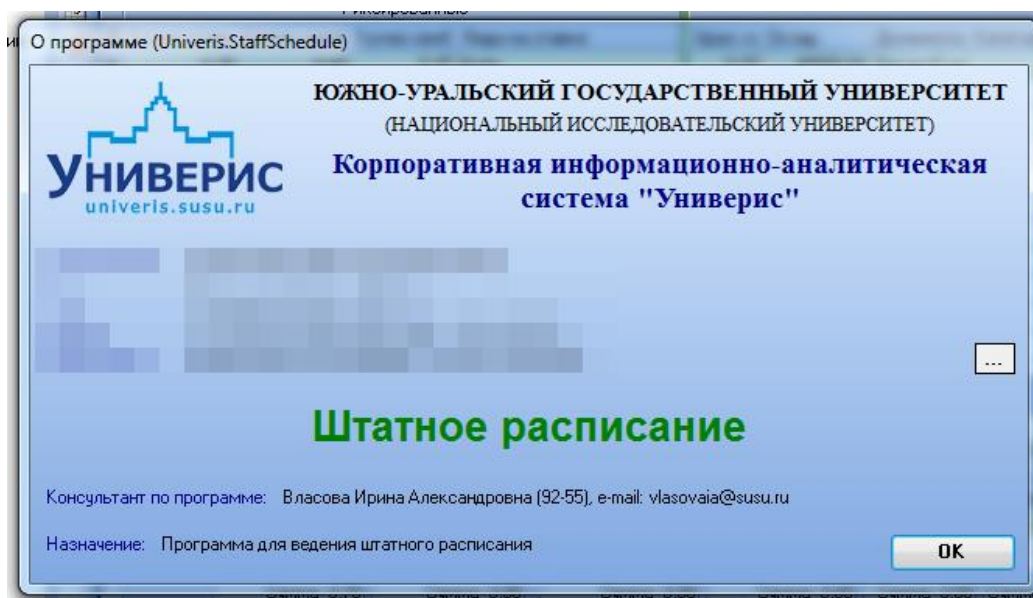 О программе (Univeris.StaffSchedule)
ЮЖНО-УРАЛЬСКИЙ ГОСУДАРСТВЕННЫЙ УНИВЕРСИТЕТ
(НАЦИОНАЛЬНЫЙ ИССЛЕДОВАТЕЛЬСКИЙ УНИВЕРСИТЕТ)
Корпоративная информационно-аналитическая
система "Универис"
УНИВЕРИС
univeris.susu.ru
...
Штатное расписание
Консультант по программе: Власова Ирина Александровна (92-55), e-mail: vlasovaia@susu.ru
Назначение: Программа для ведения штатного расписания
OK